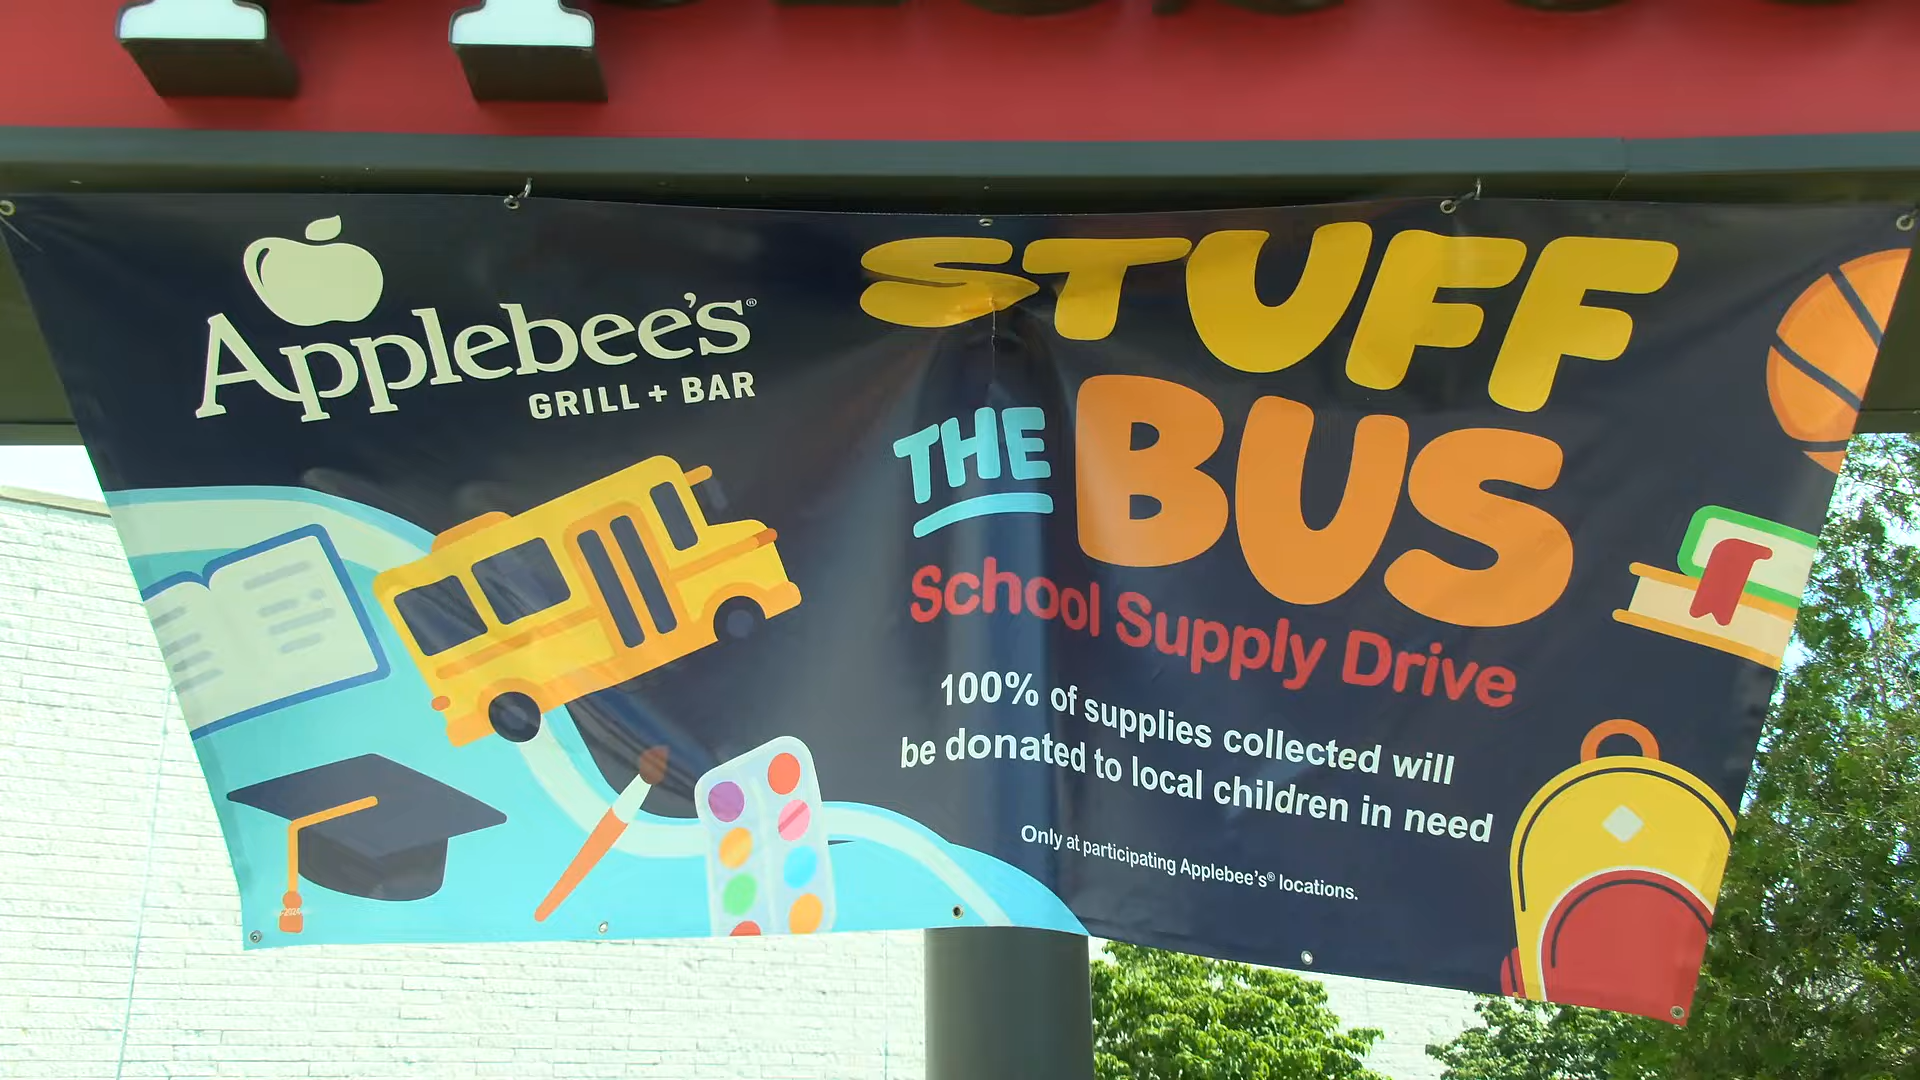 Applebee's®
GRILL + BAR
STUFF
THE BUS
School Supply Drive
100% of supplies collected will
be donated to local children in need
Only at participating Applebee's® locations.